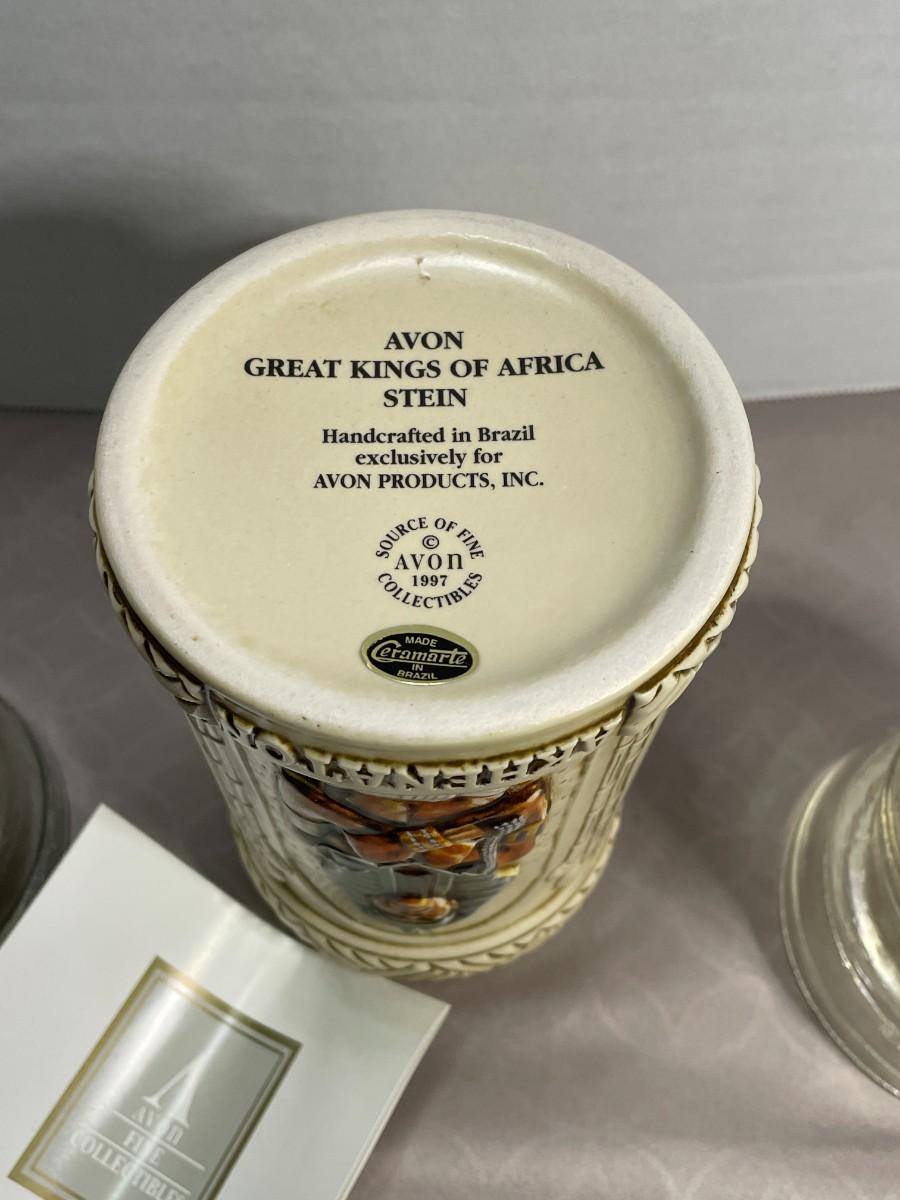 AVON
GREAT KINGS OF AFRICA
STEIN
Handcrafted in Brazil
exclusively for
AVON PRODUCTS, INC.
SOURCE OF FINE
©
AVON
1997
COLLECTIBLES
MADE
Ceramarte
IN
BRAZIL
A
AVON
FINE
COLLECTIBLES